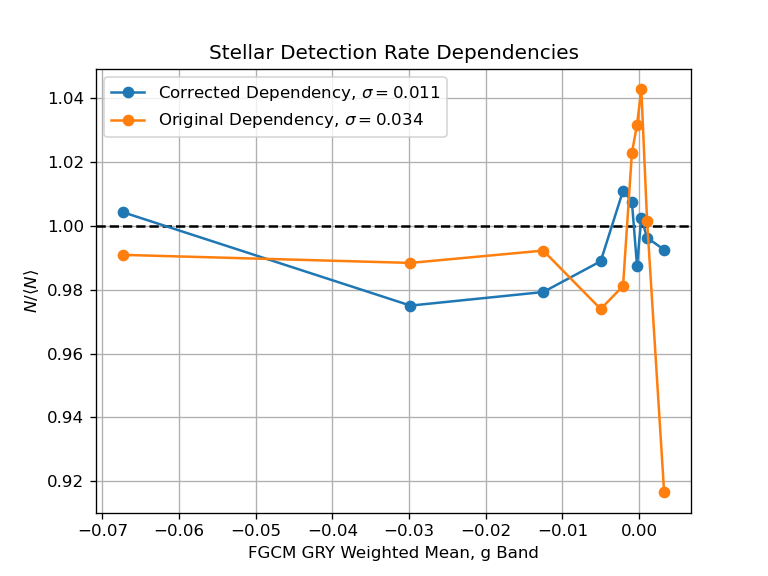 Stellar Detection Rate Dependencies
Corrected Dependency, σ = 0.011
Original Dependency, σ = 0.034
1.04
1.02
1.00
0.98
0.96
0.94
0.92
N/⟨N⟩
−0.07 −0.06 −0.05 −0.04 −0.03 −0.02 −0.01 0.00
FGCM GRY Weighted Mean, g Band